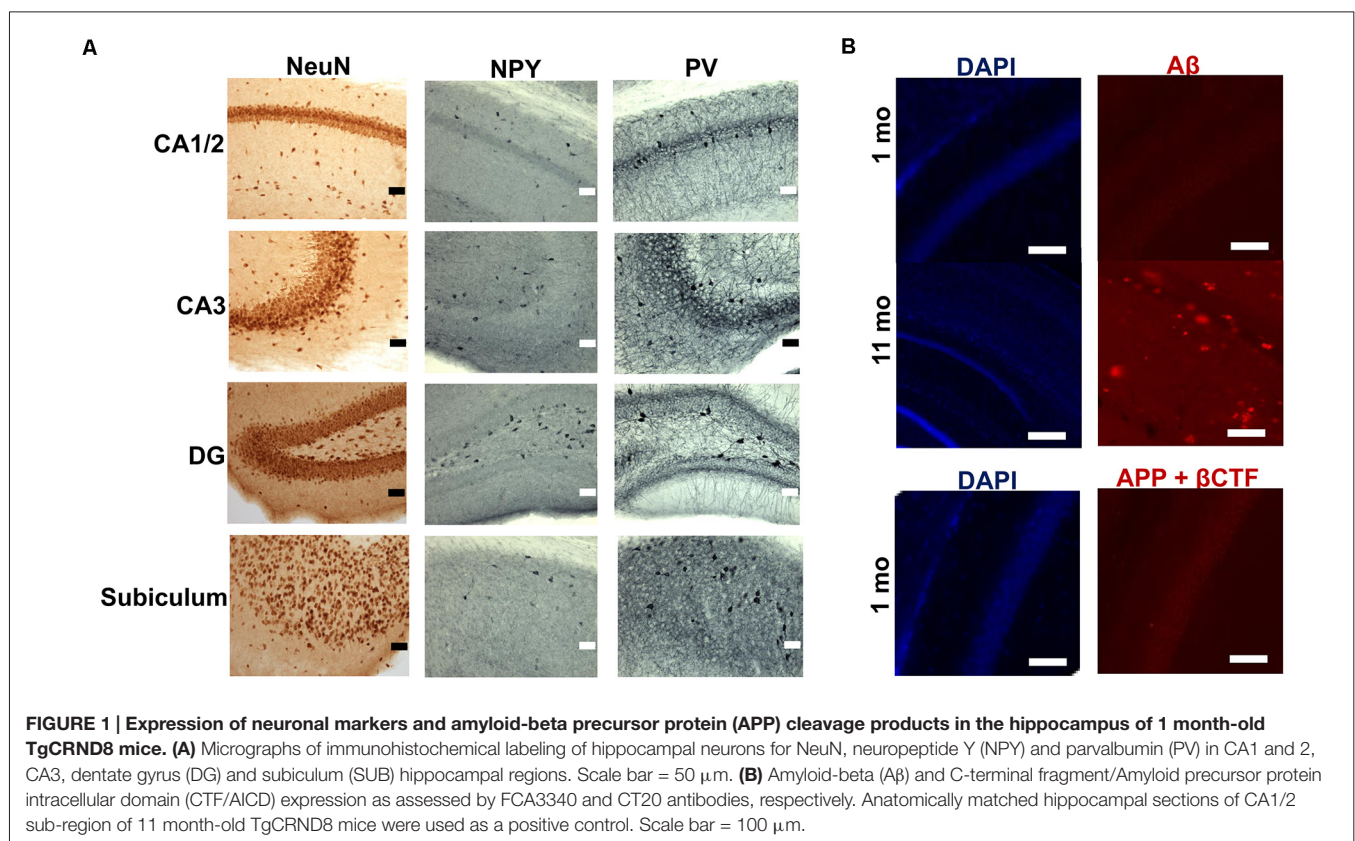 A
B
NeuN
NPY
PV
DAPI
Aβ
CA1/2
1 mo
CA3
11 mo
DG
DAPI
APP + βCTF
Subiculum
1 mo
FIGURE 1 | Expression of neuronal markers and amyloid-beta precursor protein (APP) cleavage products in the hippocampus of 1 month-old
TgCRND8 mice. (A) Micrographs of immunohistochemical labeling of hippocampal neurons for NeuN, neuropeptide Y (NPY) and parvalbumin (PV) in CA1 and 2,
CA3, dentate gyrus (DG) and subiculum (SUB) hippocampal regions. Scale bar = 50 μm. (B) Amyloid-beta (Aβ) and C-terminal fragment/Amyloid precursor protein
intracellular domain (CTF/AICD) expression as assessed by FCA3340 and CT20 antibodies, respectively. Anatomically matched hippocampal sections of CA1/2
sub-region of 11 month-old TgCRND8 mice were used as a positive control. Scale bar = 100 μm.